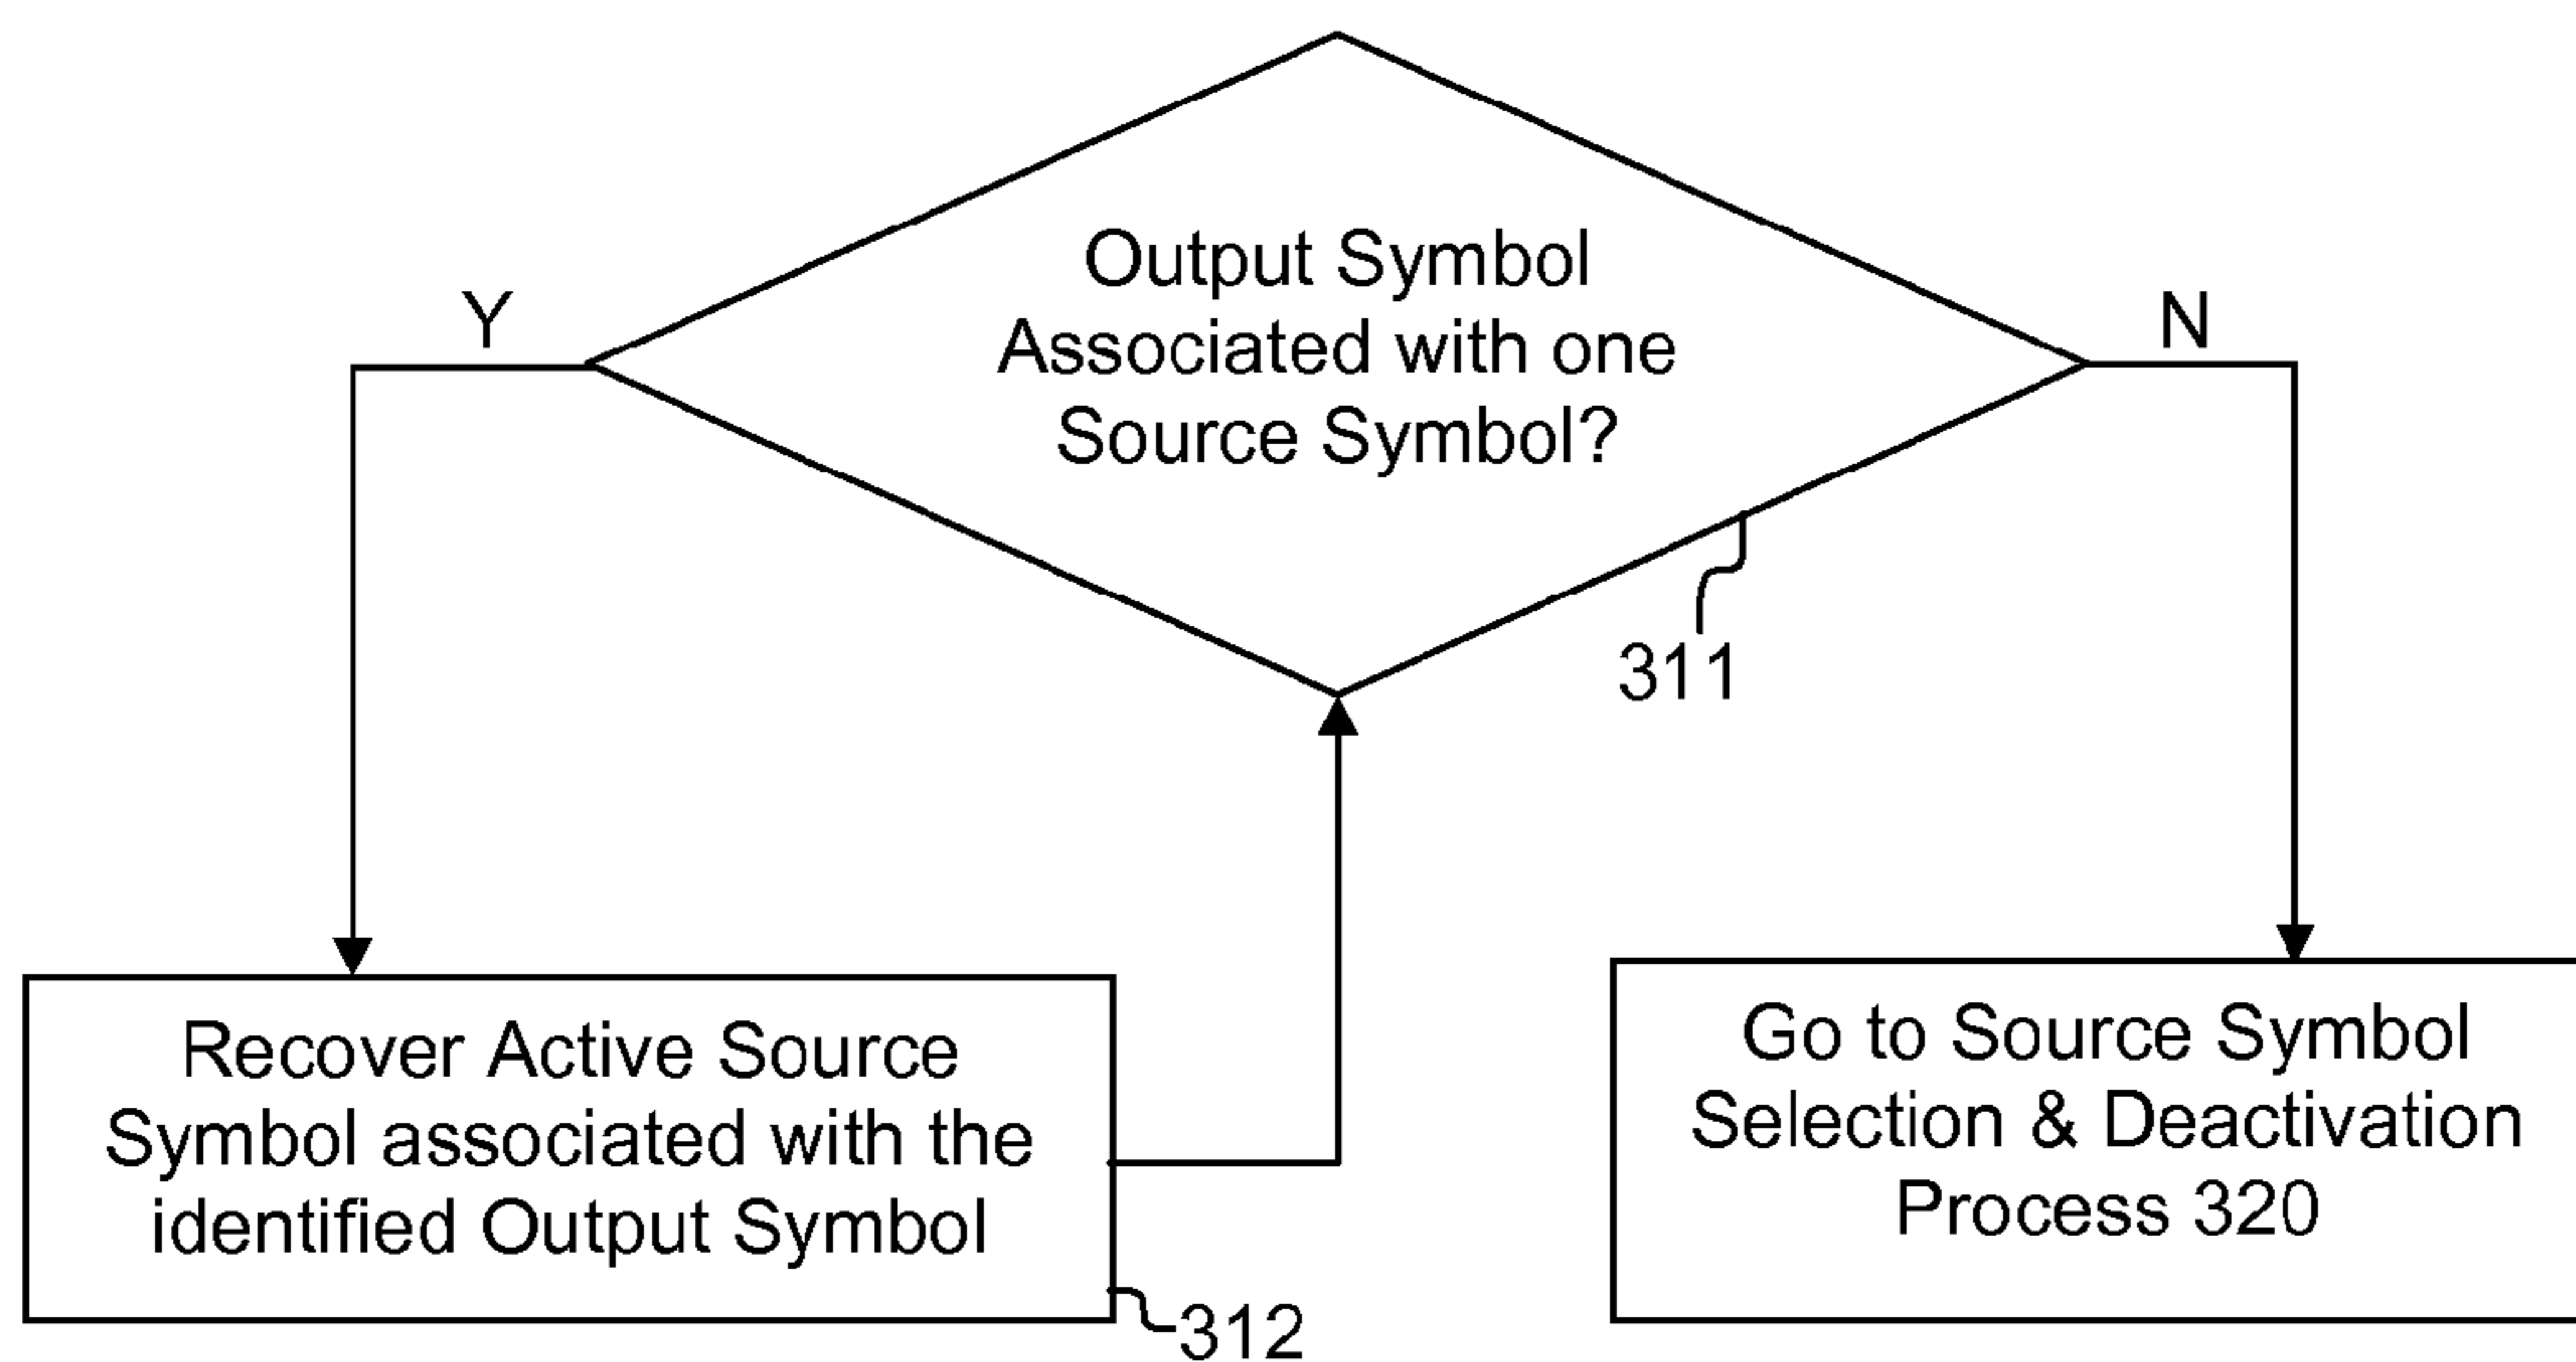 Output Symbol
Associated with one
Source Symbol?
Y
N
311
Recover Active Source
Symbol associated with the
identified Output Symbol
312
Go to Source Symbol
Selection & Deactivation
Process 320